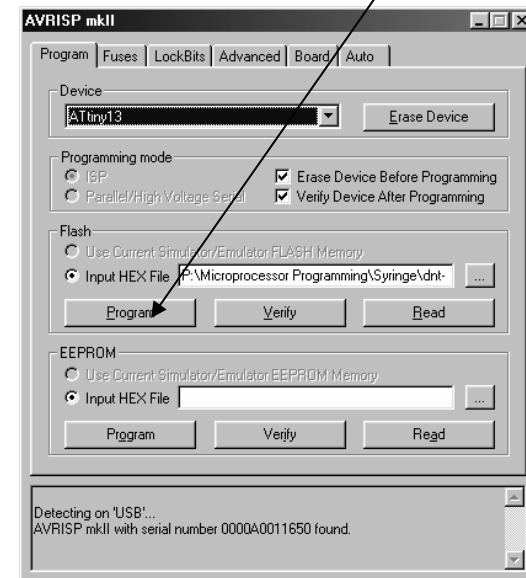 AVRISP mkII
Program Fuses LockBits Advanced Board Auto
Device
ATtiny13 Erase Device
Programming mode
ISP Erase Device Before Programming
Parallel/High Voltage Serial Verify Device After Programming
Flash
Use Current Simulator/Emulator FLASH Memory
Input HEX File P:\Microprocessor Programming\Syringe\dnt- ...
Program Verify Read
EEPROM
Use Current Simulator/Emulator EEPROM Memory
Input HEX File ...
Program Verify Read
Detecting on 'USB'...
AVRISP mkII with serial number 0000A0011650 found.